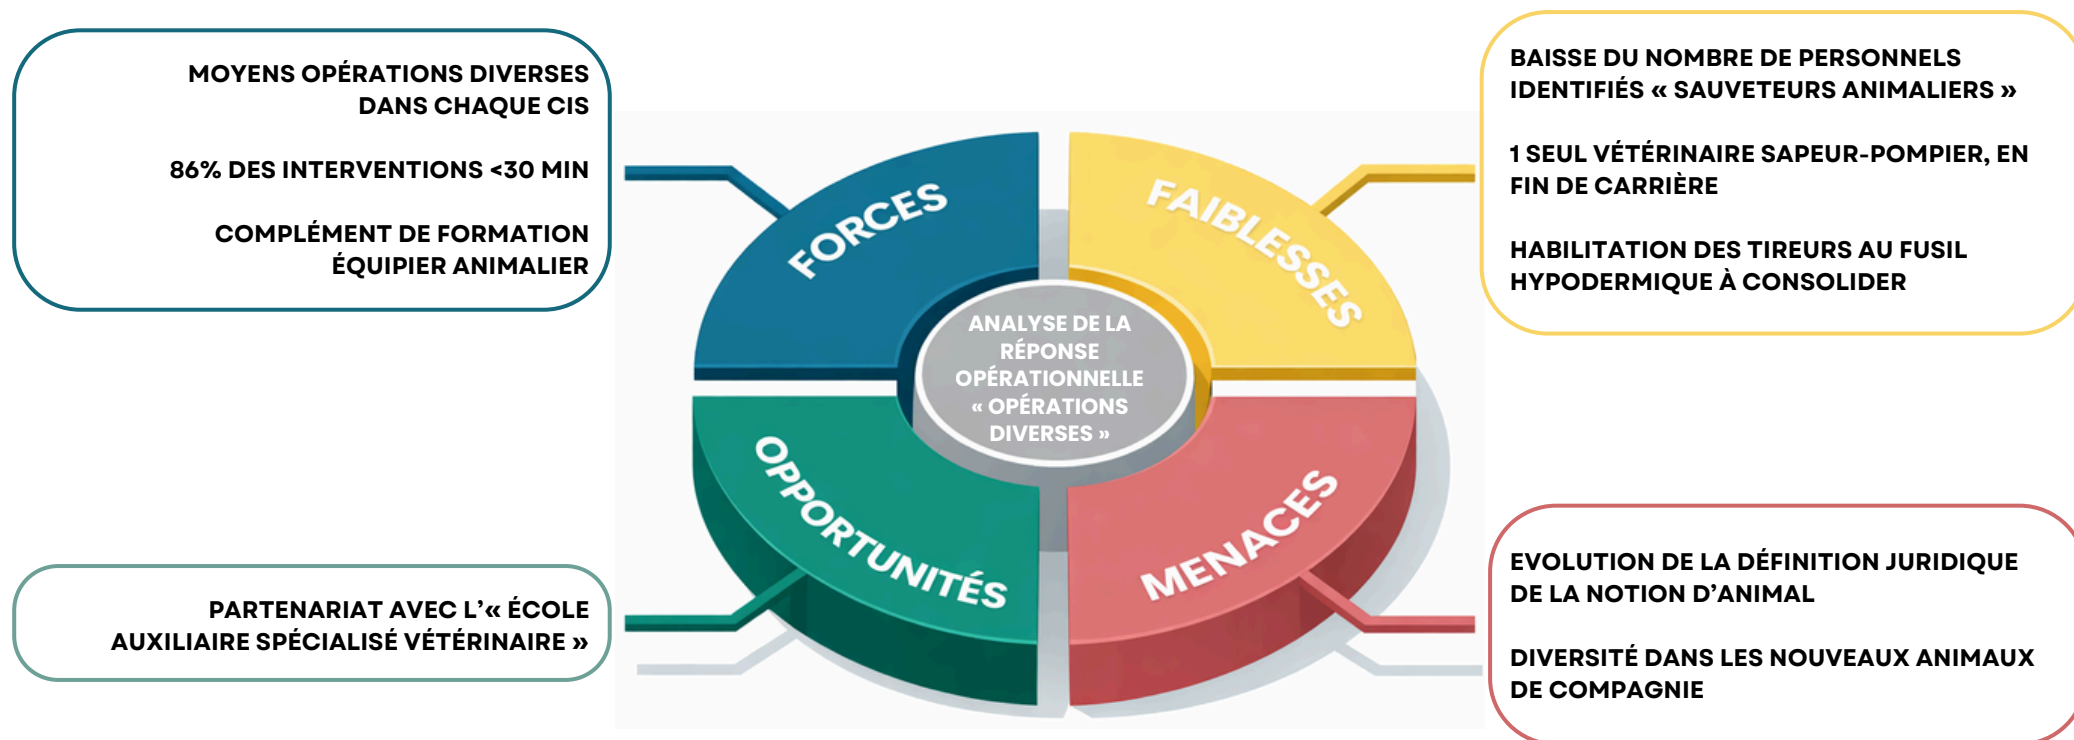 MOYENS OPÉRATIONS DIVERSES
DANS CHAQUE CIS
86% DES INTERVENTIONS <30 MIN
COMPLÉMENT DE FORMATION
ÉQUIPIER ANIMALIER
FORCES
FAIBLESSES
BAISSE DU NOMBRE DE PERSONNELS
IDENTIFIÉS « SAUVETEURS ANIMALIERS »
1 SEUL VÉTÉRINAIRE SAPEUR-POMPIER, EN
FIN DE CARRIÈRE
HABILITATION DES TIREURS AU FUSIL
HYPODERMIQUE À CONSOLIDER
ANALYSE DE LA
RÉPONSE
OPÉRATIONNELLE
« OPÉRATIONS
DIVERSES »
OPPORTUNITÉS
MENACES
PARTENARIAT AVEC L’« ÉCOLE
AUXILIAIRE SPÉCIALISÉ VÉTÉRINAIRE »
EVOLUTION DE LA DÉFINITION JURIDIQUE
DE LA NOTION D’ANIMAL
DIVERSITÉ DANS LES NOUVEAUX ANIMAUX
DE COMPAGNIE